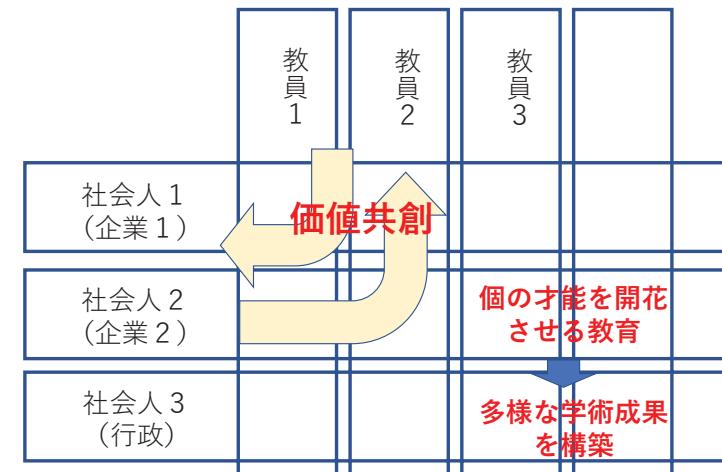 教員1
教員2
教員3
社会人1
(企業1)
価値共創
社会人2
(企業2)
個の才能を開花
させる教育
社会人3
(行政)
多様な学術成果
を構築